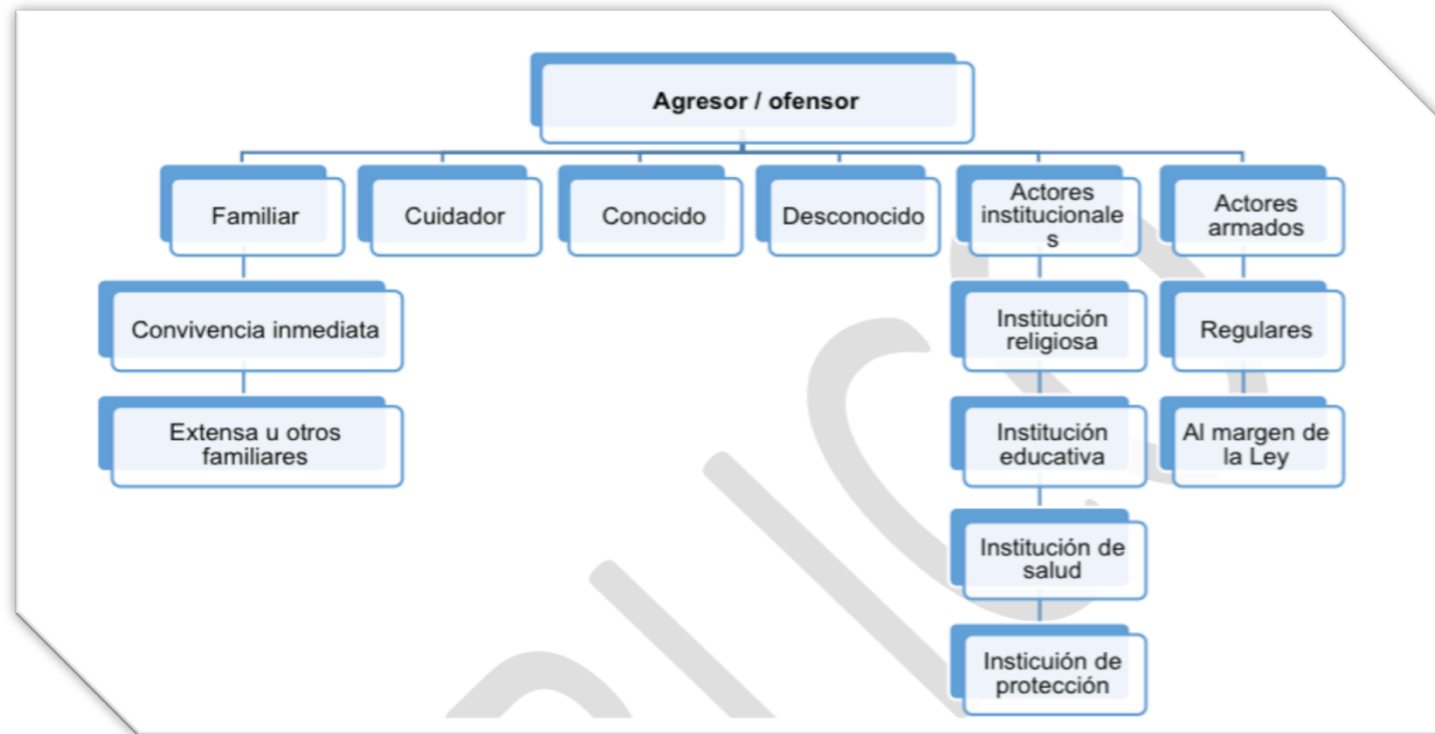 Agresor / ofensor
Familiar
Cuidador
Conocido
Desconocido
Actores
institucionale
s
Actores
armados
Convivencia inmediata
Institución
religiosa
Regulares
Extensa u otros
familiares
Institución
educativa
Al margen de
la Ley
Institución de
salud
Insticuión de
protección